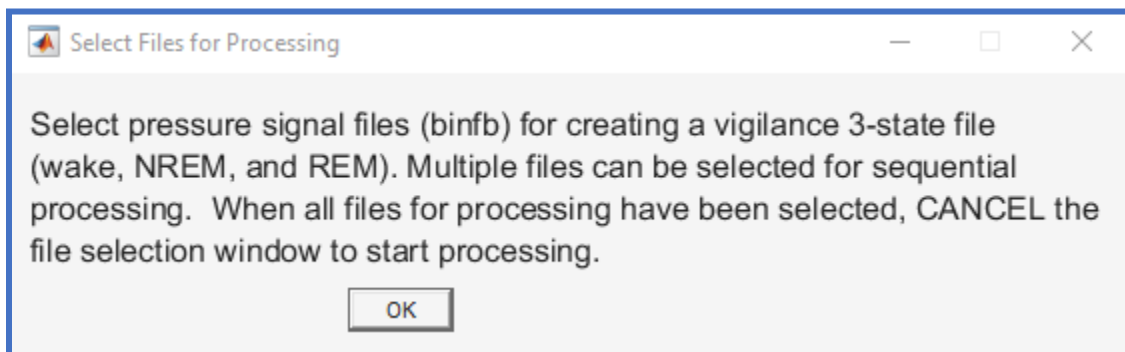 Select Files for Processing
Select pressure signal files (binfb) for creating a vigilance 3-state file
(wake, NREM, and REM). Multiple files can be selected for sequential
processing.  When all files for processing have been selected, CANCEL the
file selection window to start processing.
OK